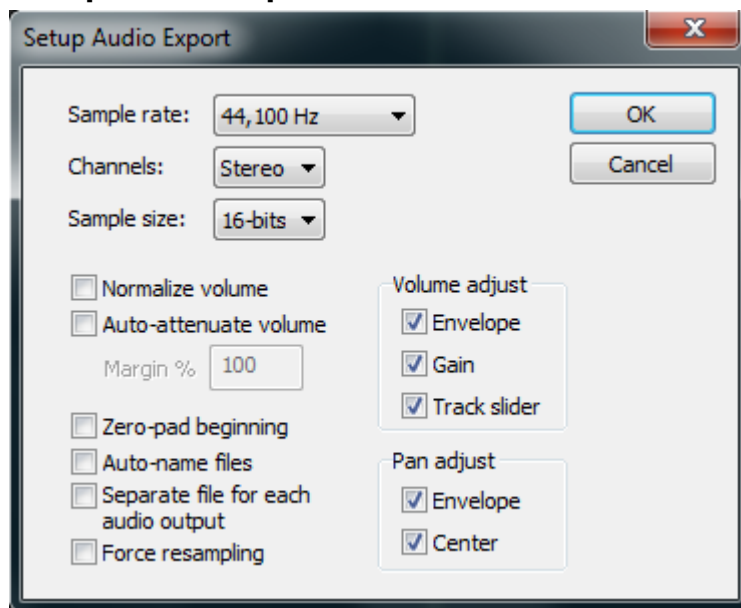 Setup Audio Export
Sample rate: 44,100 Hz
OK
Channels: Stereo
Cancel
Sample size: 16-bits
Normalize volume
Auto-attenuate volume
Margin % 100
Zero-pad beginning
Auto-name files
Separate file for each
audio output
Force resampling
Volume adjust
Envelope
Gain
Track slider
Pan adjust
Envelope
Center